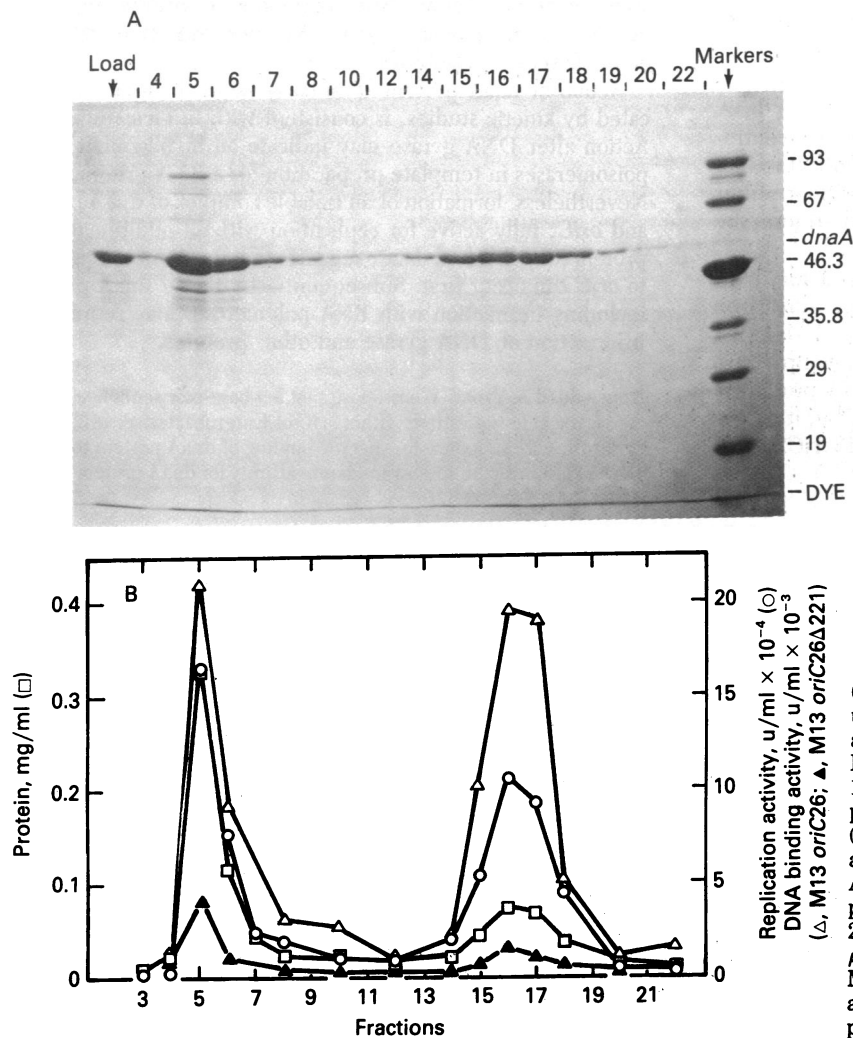 A
Load 4 5 6 7 8 10 12 14 15 16 17 18 19 20 22 Markers
93
67
dnaA
46.3
35.8
29
19
DYE
B
0.4
0.3
0.2
0.1
0
20
15
10
5
0
3 5 7 9 11 13 15 17 19 21
Fractions
Protein, mg/ml (□)
Replication activity, u/ml × 10⁻⁴ (○)
DNA binding activity, u/ml × 10⁻³
(△, M13 oriC26; ▲, M13 oriC26Δ221)